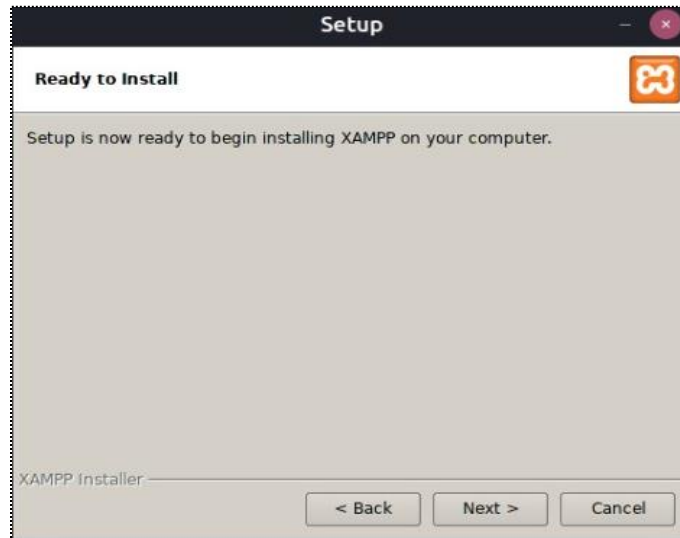 Setup
Ready to Install
Setup is now ready to begin installing XAMPP on your computer.
XAMPP Installer
< Back Next > Cancel